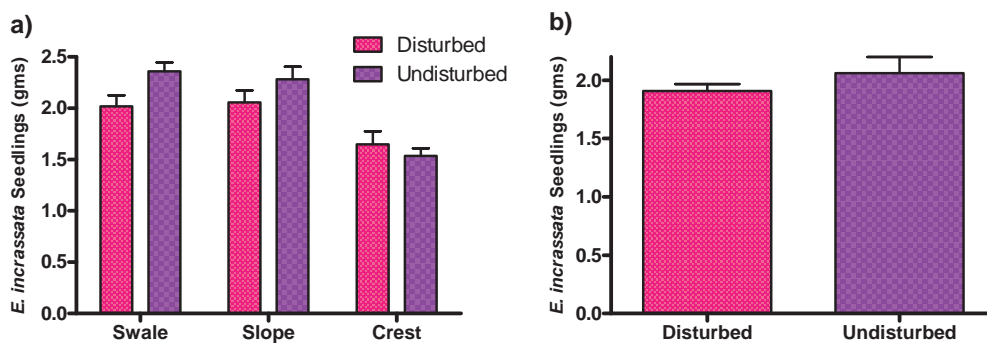 a)
Disturbed
Undisturbed
E. incrassata Seedlings (gms)
2.5
2.0
1.5
1.0
0.5
0.0
Swale Slope Crest
b)
E. incrassata Seedlings (gms)
2.0
1.5
1.0
0.5
0.0
Disturbed Undisturbed